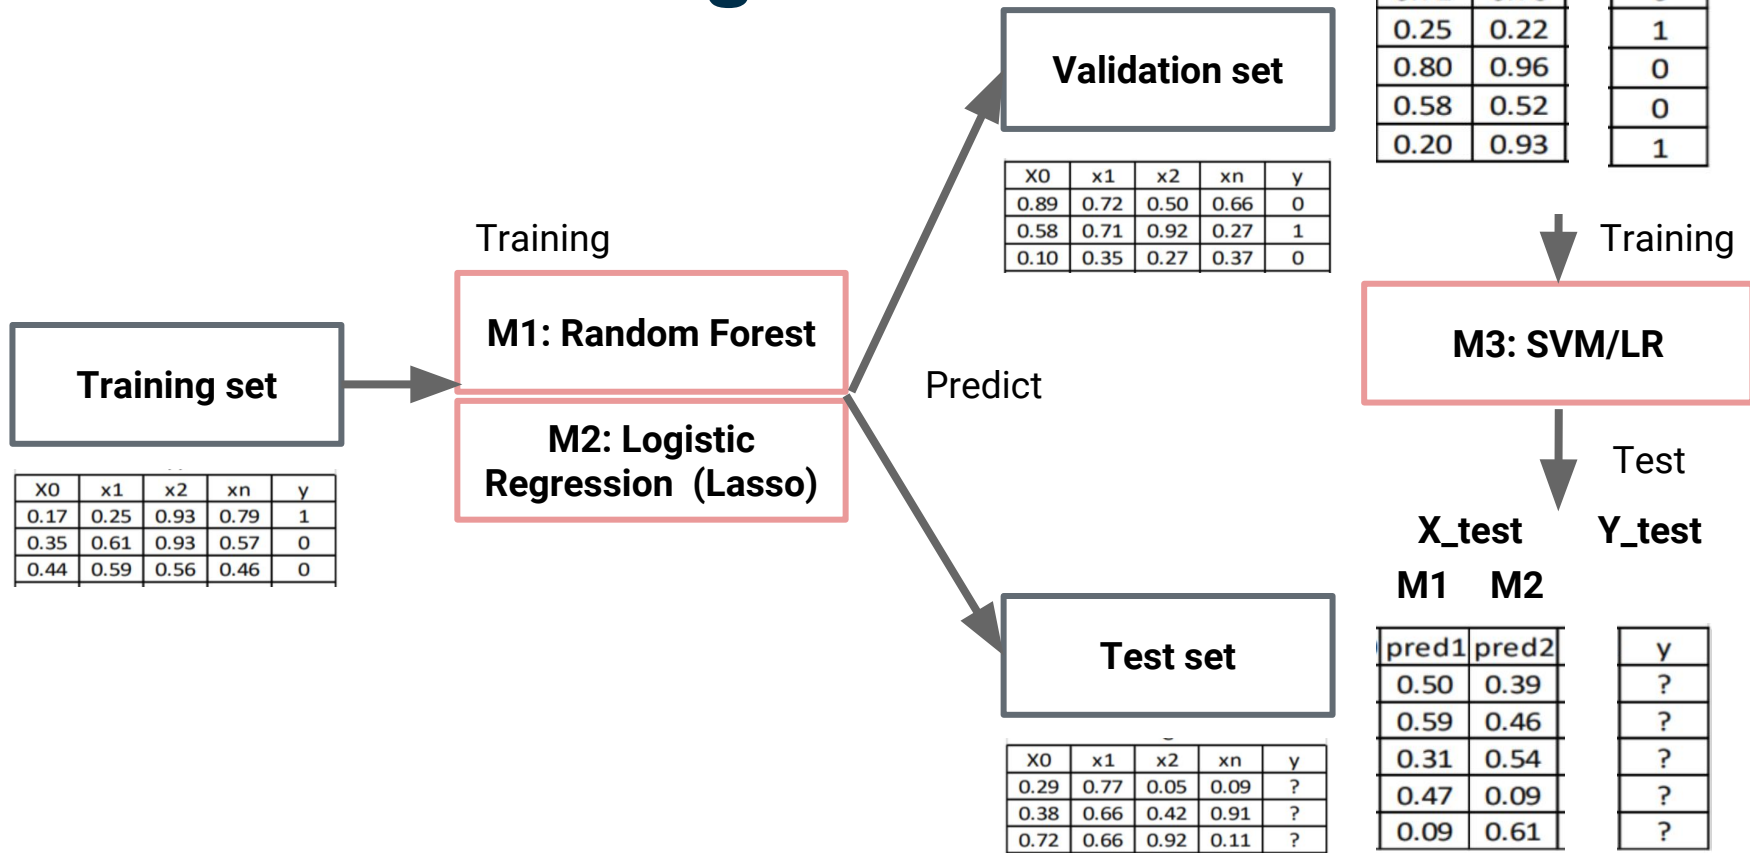 Training set
X0 x1 x2 xn y
0.17 0.25 0.93 0.79 1
0.35 0.61 0.93 0.57 0
0.44 0.59 0.56 0.46 0
Training
M1: Random Forest
M2: Logistic
Regression (Lasso)
Predict
Validation set
X0 x1 x2 xn y
0.89 0.72 0.50 0.66 0
0.58 0.71 0.92 0.27 1
0.10 0.35 0.27 0.37 0
Test set
X0 x1 x2 xn y
0.29 0.77 0.05 0.09 ?
0.38 0.66 0.42 0.91 ?
0.72 0.66 0.92 0.11 ?
0.25 0.22 1
0.80 0.96 0
0.58 0.52 0
0.20 0.93 1
Training
M3: SVM/LR
Test
X_test Y_test
M1 M2
pred1 pred2 y
0.50 0.39 ?
0.59 0.46 ?
0.31 0.54 ?
0.47 0.09 ?
0.09 0.61 ?